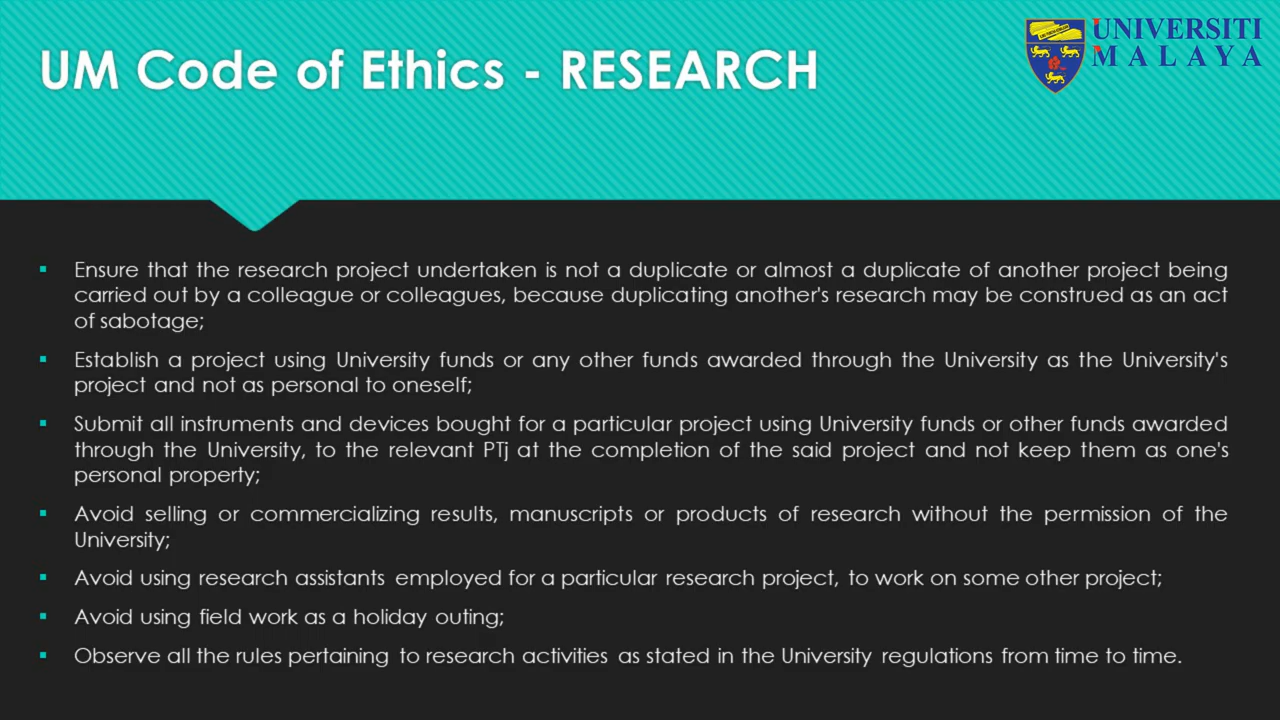 UM Code of Ethics - RESEARCH
UNIVERSITI
MALAYA
▪ Ensure that the research project undertaken is not a duplicate or almost a duplicate of another project being
carried out by a colleague or colleagues, because duplicating another's research may be construed as an act
of sabotage;
▪ Establish a project using University funds or any other funds awarded through the University as the University's
project and not as personal to oneself;
▪ Submit all instruments and devices bought for a particular project using University funds or other funds awarded
through the University, to the relevant PTj at the completion of the said project and not keep them as one's
personal property;
▪ Avoid selling or commercializing results, manuscripts or products of research without the permission of the
University;
▪ Avoid using research assistants employed for a particular research project, to work on some other project;
▪ Avoid using field work as a holiday outing;
▪ Observe all the rules pertaining to research activities as stated in the University regulations from time to time.